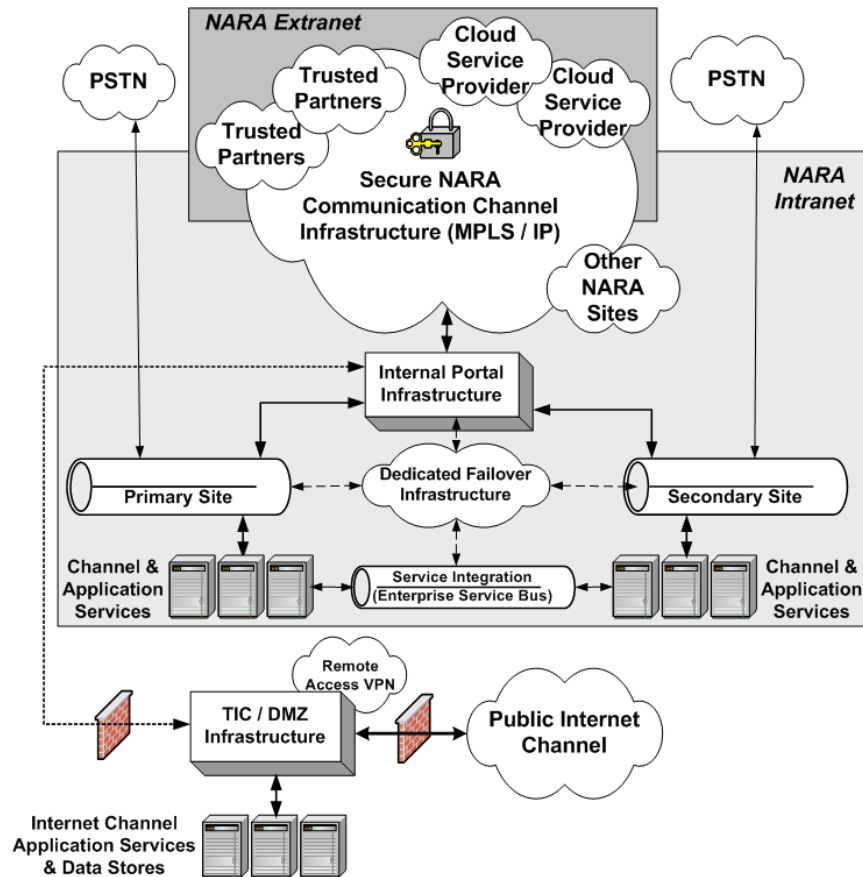 NARA Extranet
PSTN
Trusted
Partners
Trusted
Partners
Cloud
Service
Provider
Cloud
Service
Provider
PSTN
NARA
Intranet
Secure NARA
Communication Channel
Infrastructure (MPLS / IP)
Other
NARA
Sites
Internal Portal
Infrastructure
Primary Site
Dedicated Failover
Infrastructure
Secondary Site
Channel &
Application
Services
Service Integration
(Enterprise Service Bus)
Channel &
Application
Services
Remote
Access VPN
TIC / DMZ
Infrastructure
Public Internet
Channel
Internet Channel
Application Services
& Data Stores